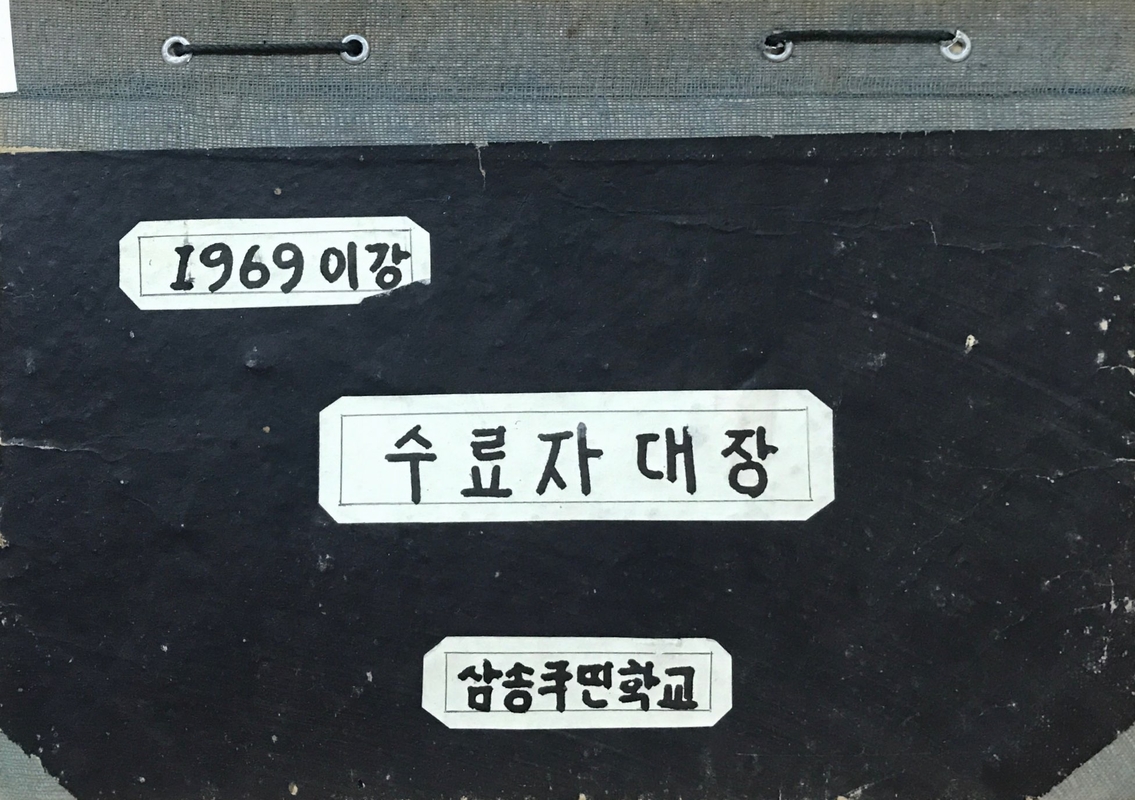 1969 이강
수료자 대장
삼송국민학교